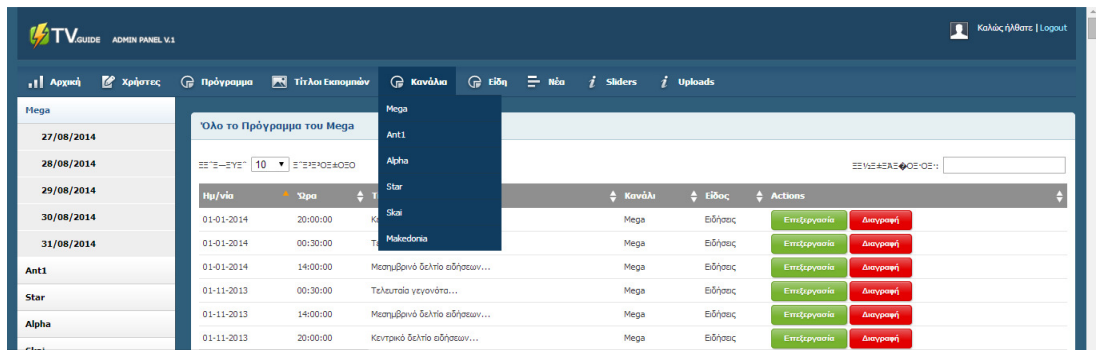 TV.GUIDE ADMIN PANEL V.1
Καλώς ήλθατε | Logout
Αρχική Χρήστες Πρόγραμμα Τίτλοι Εκπομπών Κανάλια Είδη Νέα Sliders Uploads
Mega
Ant1
Alpha
Star
Skai
Makedonia
Mega
27/08/2014
28/08/2014
29/08/2014
30/08/2014
31/08/2014
Ant1
Star
Alpha
Όλο το Πρόγραμμα του Mega
10
Ημ/νία Ώρα Κανάλι Είδος Actions
01-01-2014 20:00:00 Mega Ειδήσεις Επεξεργασία Διαγραφή
01-01-2014 00:30:00 Mega Ειδήσεις Επεξεργασία Διαγραφή
01-01-2014 14:00:00 Μεσημβρινό δελτίο ειδήσεων... Mega Ειδήσεις Επεξεργασία Διαγραφή
01-11-2013 00:30:00 Τελευταία γεγονότα... Mega Ειδήσεις Επεξεργασία Διαγραφή
01-11-2013 14:00:00 Μεσημβρινό δελτίο ειδήσεων... Mega Ειδήσεις Επεξεργασία Διαγραφή
01-11-2013 20:00:00 Κεντρικό δελτίο ειδήσεων... Mega Ειδήσεις Επεξεργασία Διαγραφή